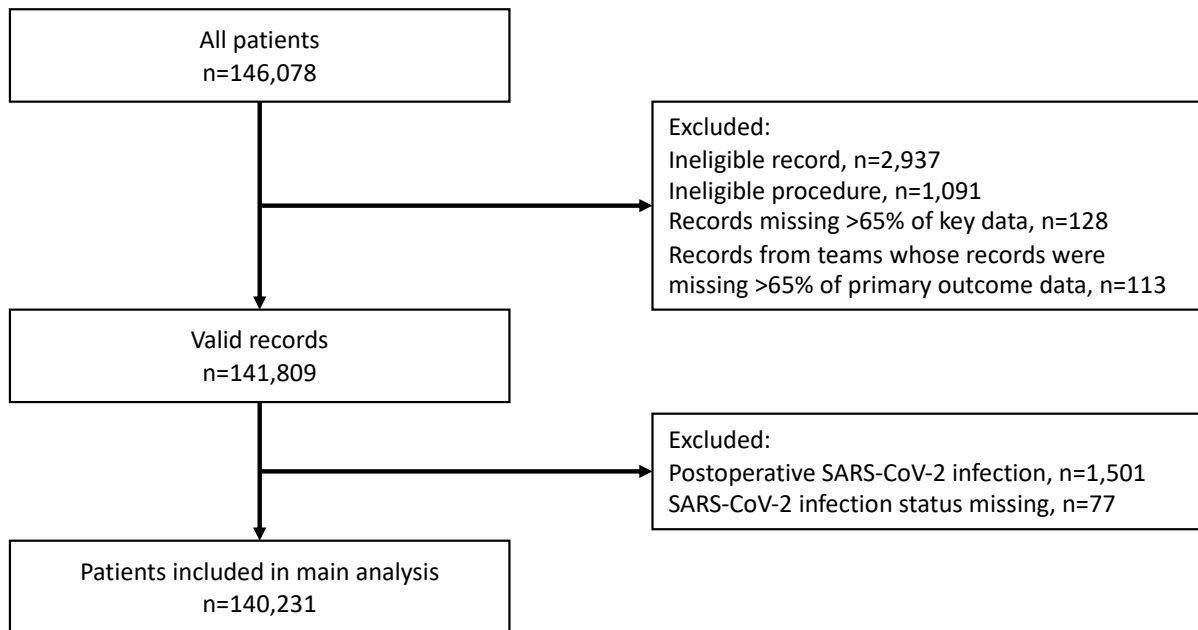 All patients
n=146,078
Excluded:
Ineligible record, n=2,937
Ineligible procedure, n=1,091
Records missing >65% of key data, n=128
Records from teams whose records were
missing >65% of primary outcome data, n=113
Valid records
n=141,809
Excluded:
Postoperative SARS-CoV-2 infection, n=1,501
SARS-CoV-2 infection status missing, n=77
Patients included in main analysis
n=140,231